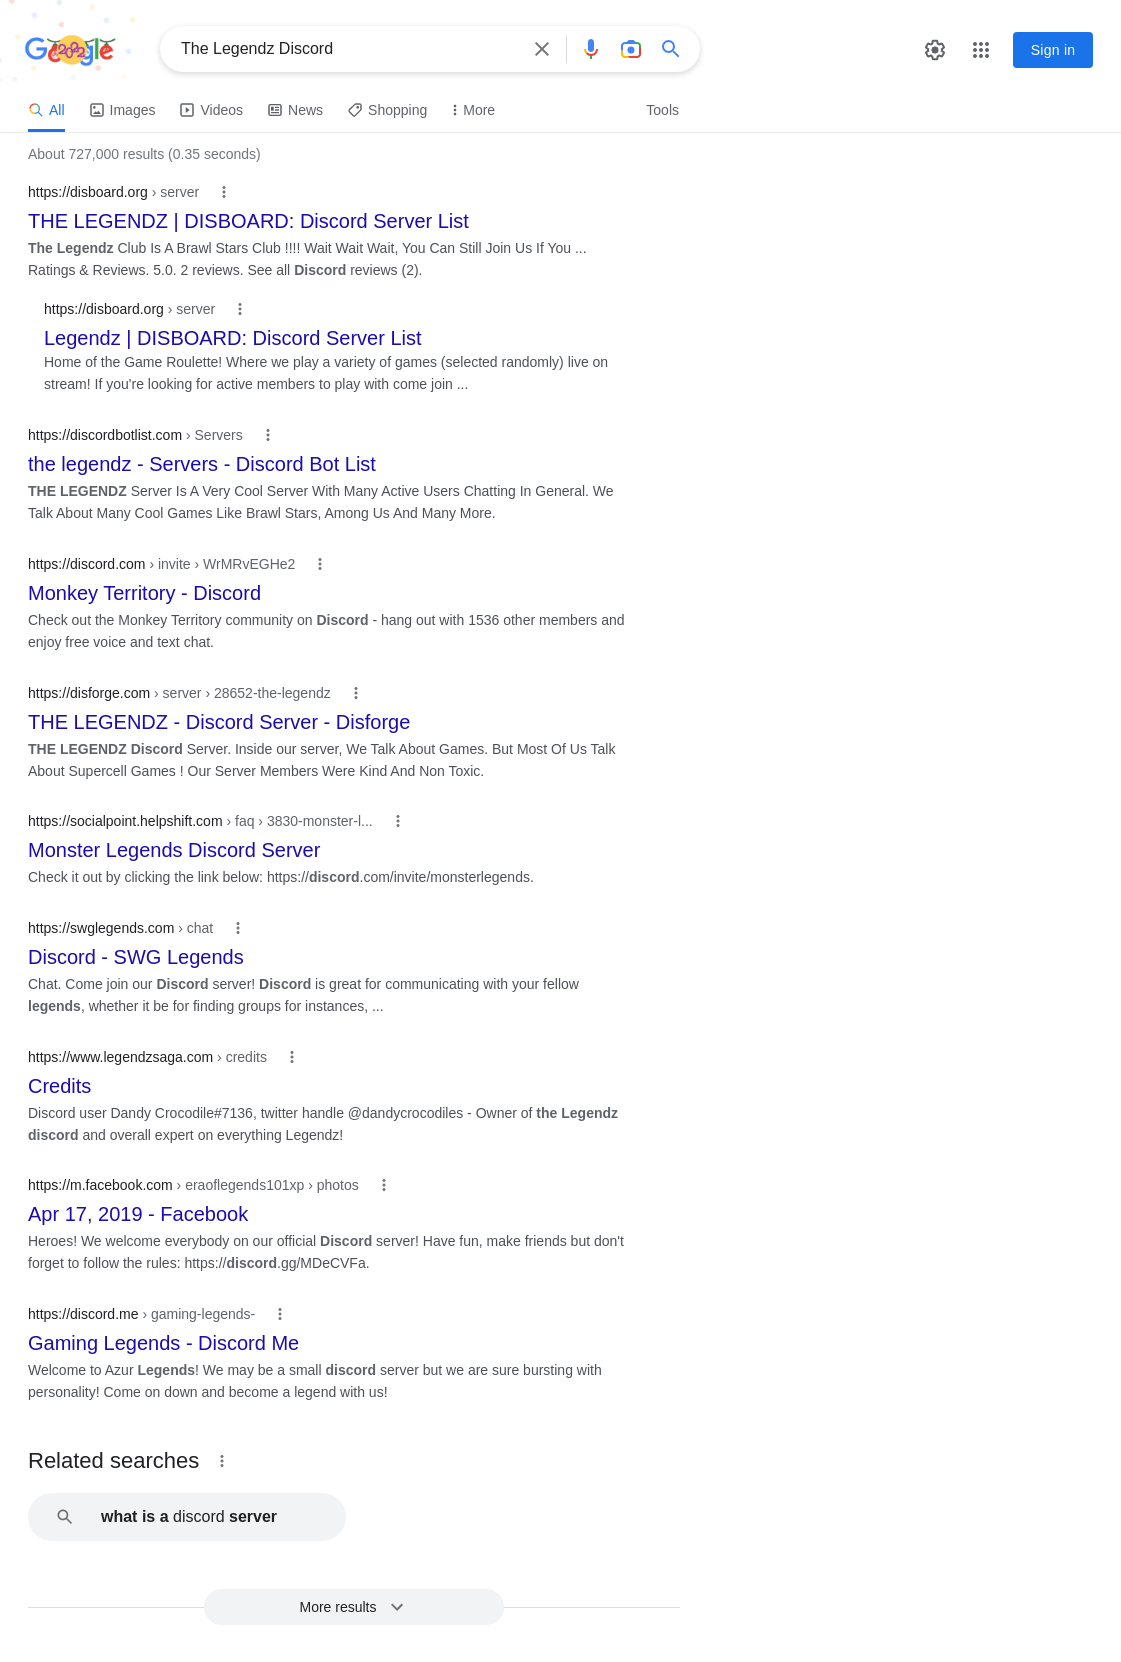 Google
The Legendz Discord
Sign in
All
Images
Videos
News
Shopping
More
Tools
About 727,000 results (0.35 seconds)
https://disboard.org › server
THE LEGENDZ | DISBOARD: Discord Server List
The Legendz Club Is A Brawl Stars Club !!!! Wait Wait Wait, You Can Still Join Us If You ...
Ratings & Reviews. 5.0. 2 reviews. See all Discord reviews (2).
https://disboard.org › server
Legendz | DISBOARD: Discord Server List
Home of the Game Roulette! Where we play a variety of games (selected randomly) live on
stream! If you're looking for active members to play with come join ...
https://discordbotlist.com › Servers
the legendz - Servers - Discord Bot List
THE LEGENDZ Server Is A Very Cool Server With Many Active Users Chatting In General. We
Talk About Many Cool Games Like Brawl Stars, Among Us And Many More.
https://discord.com › invite › WrMRvEGHe2
Monkey Territory - Discord
Check out the Monkey Territory community on Discord - hang out with 1536 other members and
enjoy free voice and text chat.
https://disforge.com › server › 28652-the-legendz
THE LEGENDZ - Discord Server - Disforge
THE LEGENDZ Discord Server. Inside our server, We Talk About Games. But Most Of Us Talk
About Supercell Games ! Our Server Members Were Kind And Non Toxic.
https://socialpoint.helpshift.com › faq › 3830-monster-l...
Monster Legends Discord Server
Check it out by clicking the link below: https://discord.com/invite/monsterlegends.
https://swglegends.com › chat
Discord - SWG Legends
Chat. Come join our Discord server! Discord is great for communicating with your fellow
legends, whether it be for finding groups for instances, ...
https://www.legendzsaga.com › credits
Credits
Discord user Dandy Crocodile#7136, twitter handle @dandycrocodiles - Owner of the Legendz
discord and overall expert on everything Legendz!
https://m.facebook.com › eraoflegends101xp › photos
Apr 17, 2019 - Facebook
Heroes! We welcome everybody on our official Discord server! Have fun, make friends but don't
forget to follow the rules: https://discord.gg/MDeCVFa.
https://discord.me › gaming-legends-
Gaming Legends - Discord Me
Welcome to Azur Legends! We may be a small discord server but we are sure bursting with
personality! Come on down and become a legend with us!
Related searches
what is a discord server
More results